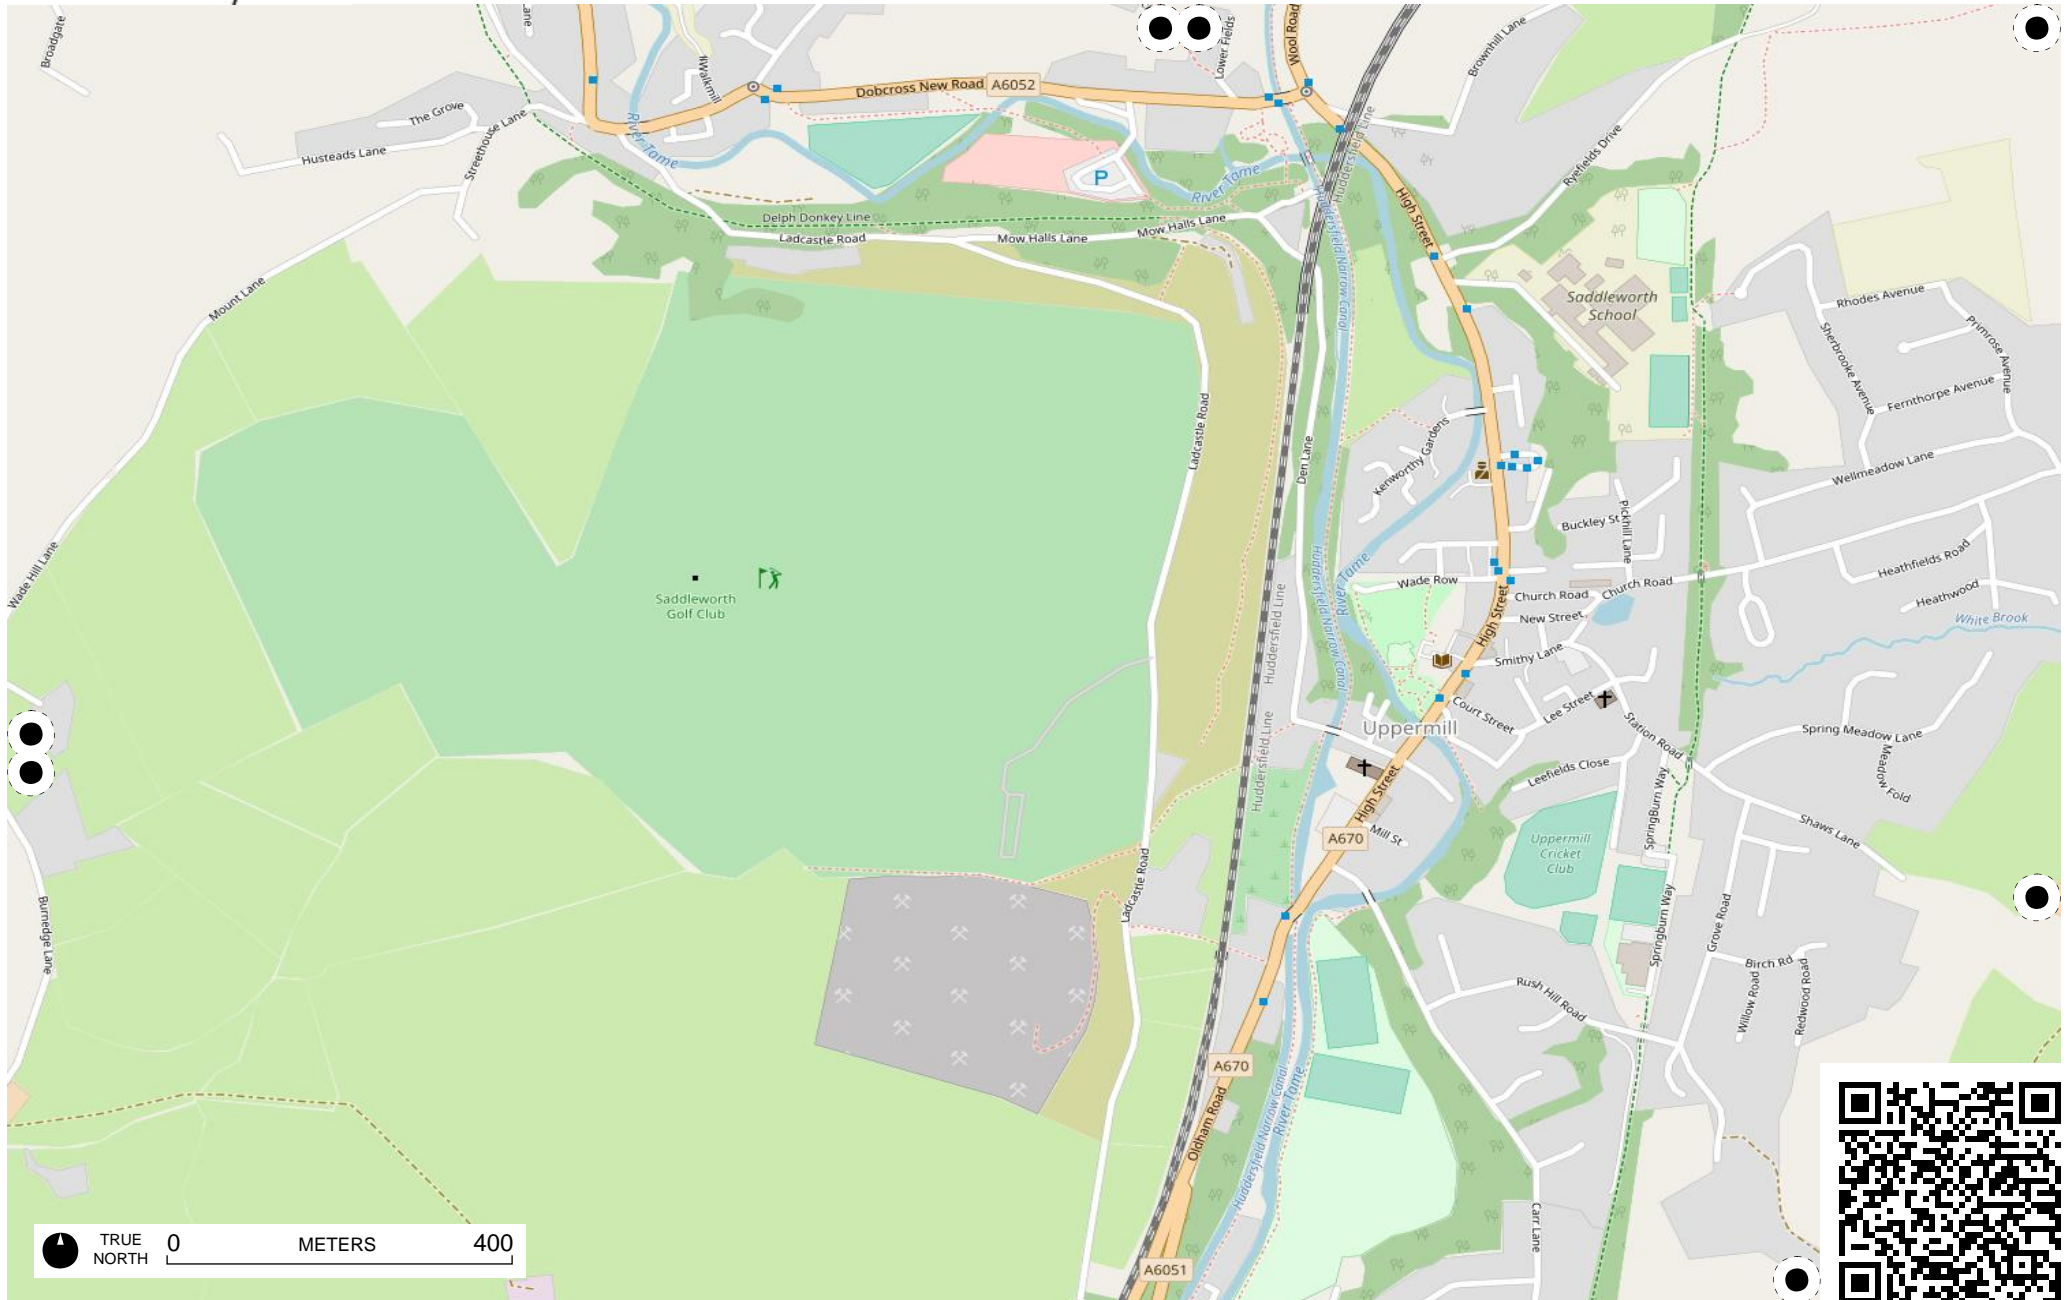 Broadgate
Lane
Walkmill
Lower Fields
Wool Road
Brownhill Lane
Dobcross New Road
A6052
The Grove
Husteads Lane
Streethouse Lane
River Tame
P
River Tame
Huddersfield Line
Ryefields Drive
High Street
Delph Donkey Line
Ladcastle Road
Mow Halls Lane
Mow Halls Lane
Huddersfield Narrow Canal
Mount Lane
Saddleworth
School
Rhodes Avenue
Sherbrooke Avenue
Primrose Avenue
Fernthorpe Avenue
Ladcastle Road
Den Lane
Kenworthy Gardens
Wellmeadow Lane
Buckley St
Pickhill Lane
Wade Hill Lane
Saddleworth
Golf Club
Huddersfield Line
Huddersfield Narrow Canal
River Tame
Wade Row
Church Road
Church Road
New Street
High Street
Smithy Lane
Heathfields Road
Heathwood
White Brook
Huddersfield Line
Uppermill
Court Street
Lee Street
Station Road
Spring Meadow Lane
Meadow Fold
Leefields Close
SpringBurn Way
High Street
Mill St
A670
Uppermill
Cricket
Club
Shaws Lane
Ladcastle Road
Burnedge Lane
Springburn Way
Grove Road
Birch Rd
Willow Road
Redwood Road
Rush Hill Road
A670
Oldham Road
Huddersfield Narrow Canal
River Tame
Carr Lane
A6051
TRUE
NORTH
0 METERS 400